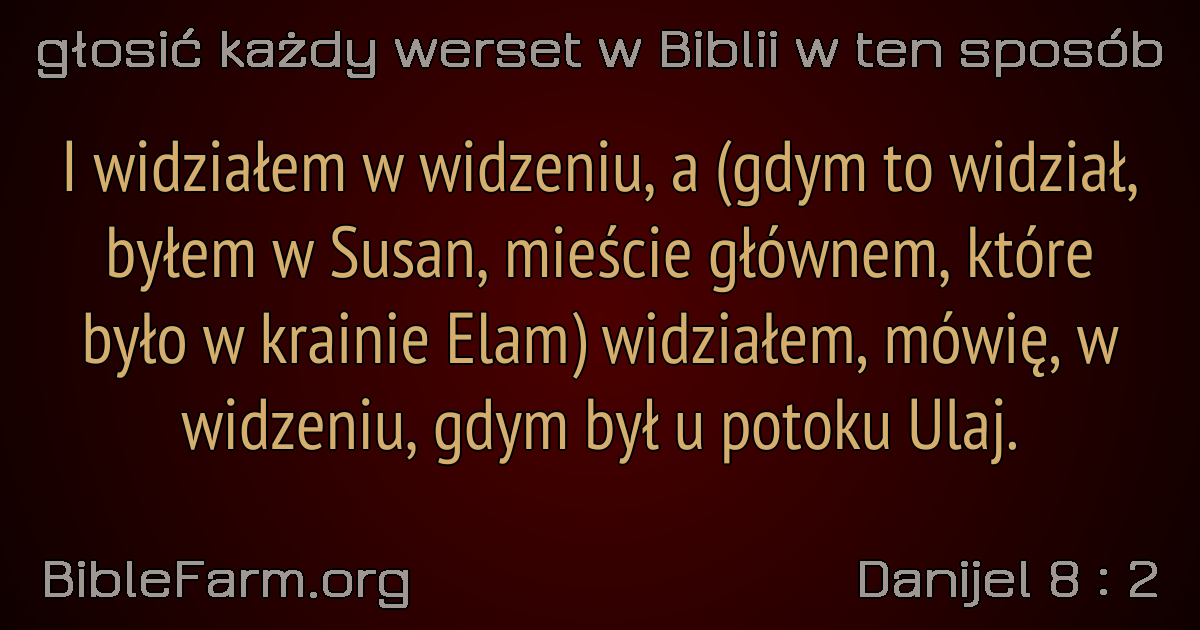 głosić każdy werset w Biblii w ten sposób
I widziałem w widzeniu, a (gdym to widział,
byłem w Susan, mieście głównem, które
było w krainie Elam) widziałem, mówię, w
widzeniu, gdym był u potoku Ulaj.
BibleFarm.org
Danijel 8 : 2